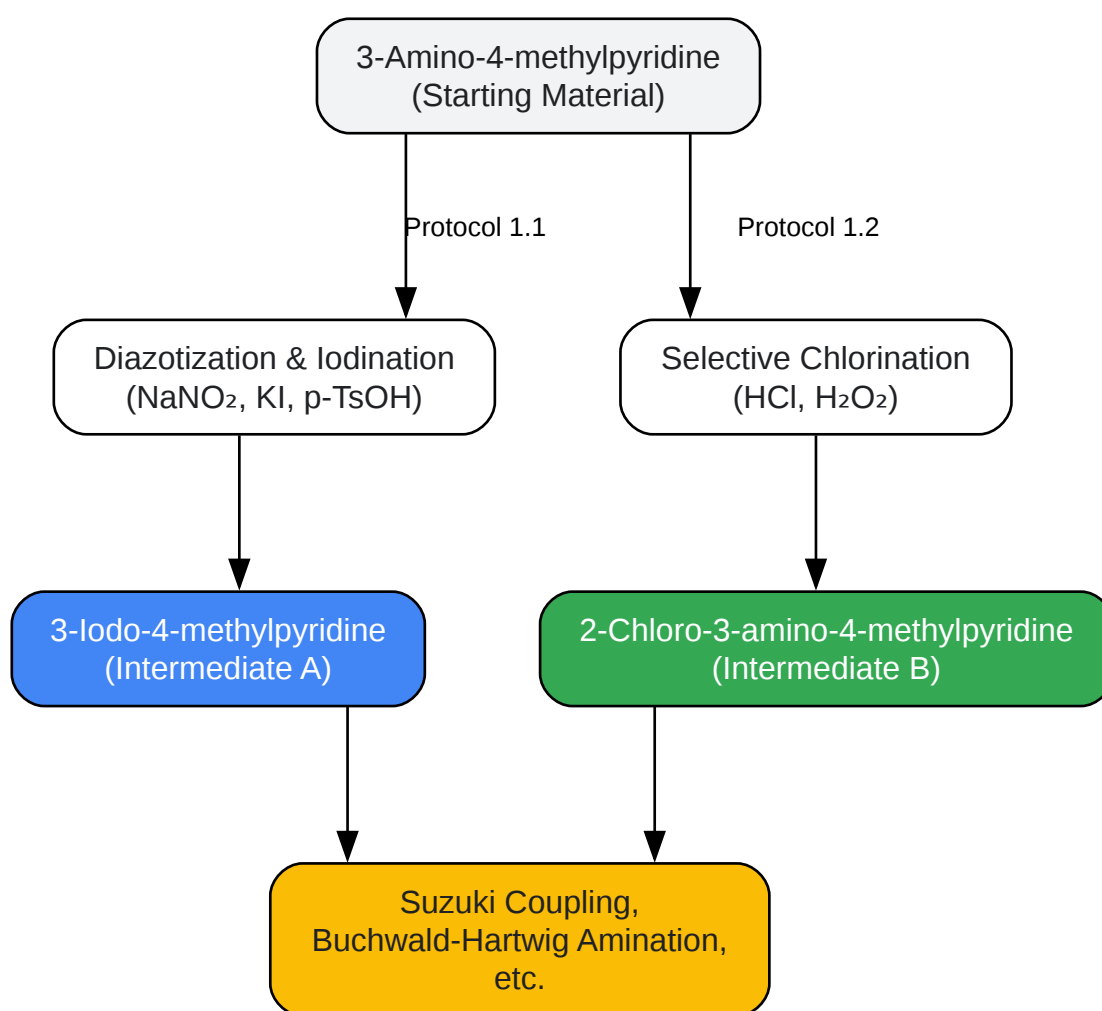 3-Amino-4-methylpyridine
(Starting Material)
Protocol 1.1
Protocol 1.2
Diazotization & Iodination
(NaNO₂, KI, p-TsOH)
Selective Chlorination
(HCl, H₂O₂)
3-Iodo-4-methylpyridine
(Intermediate A)
2-Chloro-3-amino-4-methylpyridine
(Intermediate B)
Suzuki Coupling,
Buchwald-Hartwig Amination,
etc.